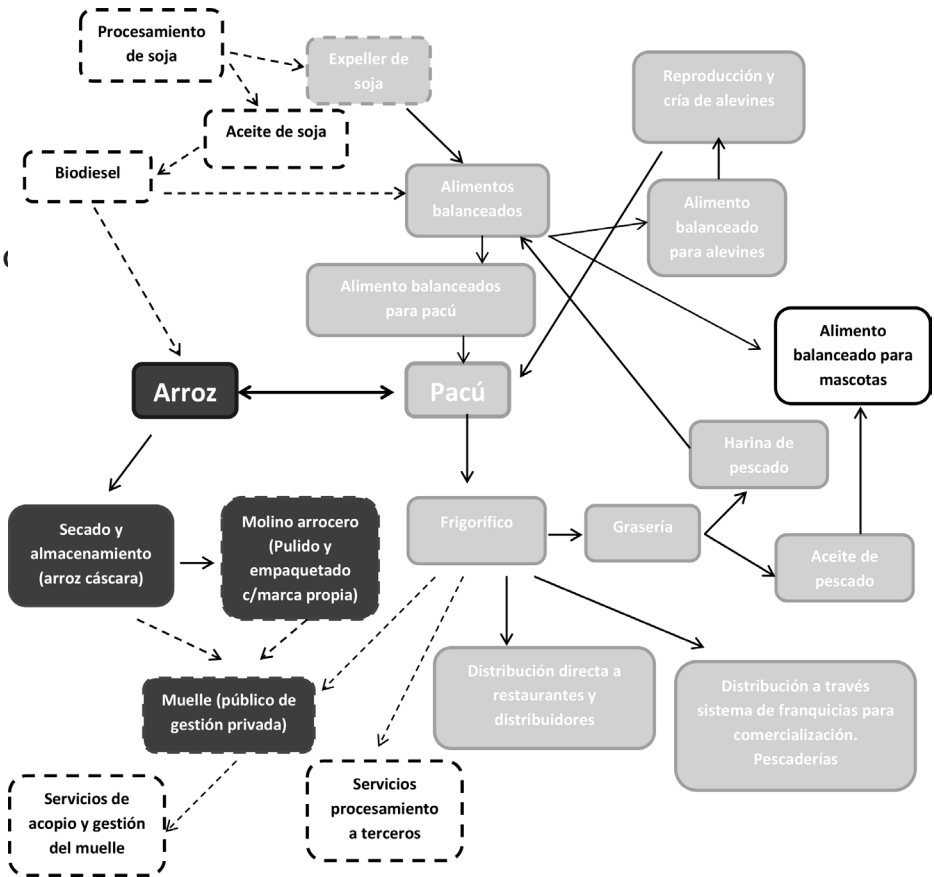 Procesamiento
de soja
Expeller de
soja
Reproducción y
cría de alevines
Aceite de soja
Biodiesel
Alimentos
balanceados
Alimento
balanceado
para alevines
Alimento balanceados
para pacú
Alimento
balanceado para
mascotas
Arroz
Pacú
Harina de
pescado
Secado y
almacenamiento
(arroz cáscara)
Molino arrocero
(Pulido y
empaquetado
c/marca propia)
Frigorífico
Grasería
Aceite de
pescado
Muelle (público de
gestión privada)
Distribución directa a
restaurantes y
distribuidores
Distribución a través
sistema de franquicias para
comercialización.
Pescaderías
Servicios de
acopio y gestión
del muelle
Servicios
procesamiento
a terceros